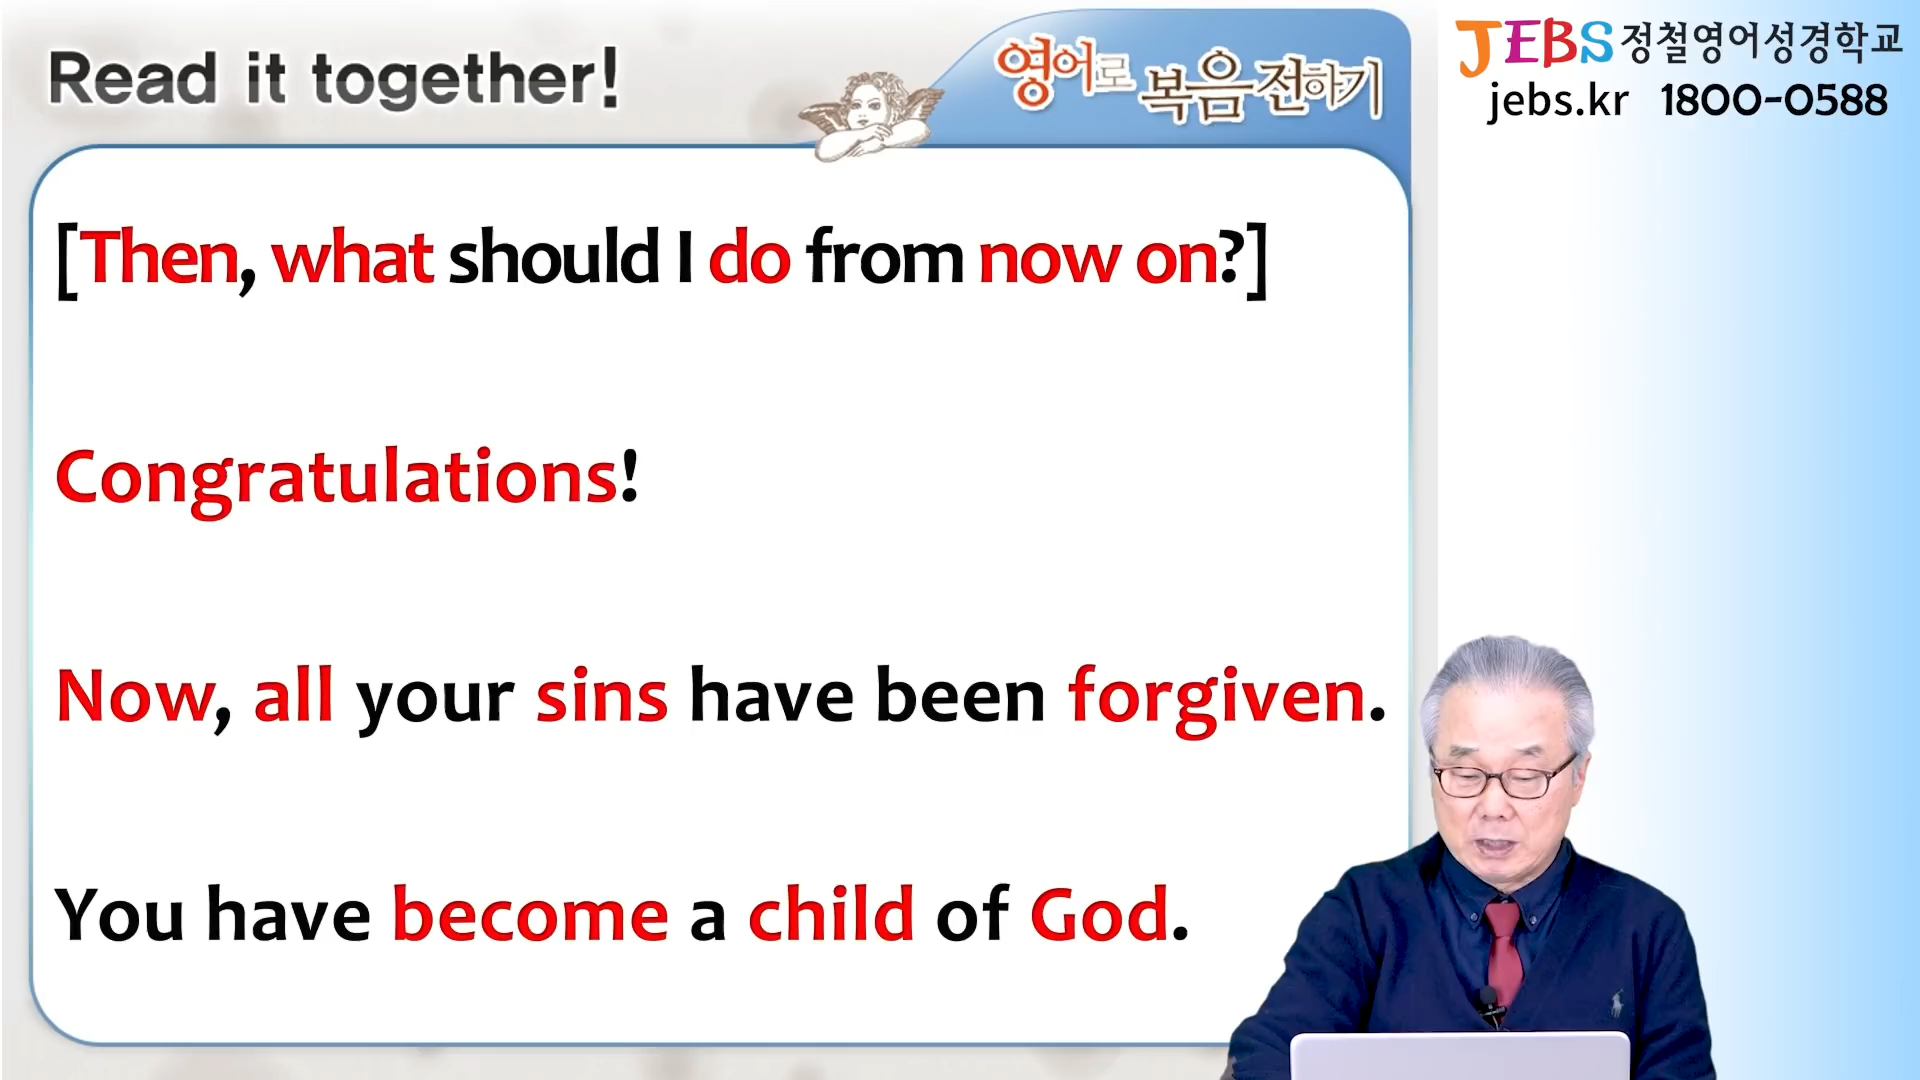 Read it together!
영어로 복음전하기
JEBS 정철영어성경학교
jebs.kr 1800-0588
[Then, what should I do from now on?]
Congratulations!
Now, all your sins have been forgiven.
You have become a child of God.